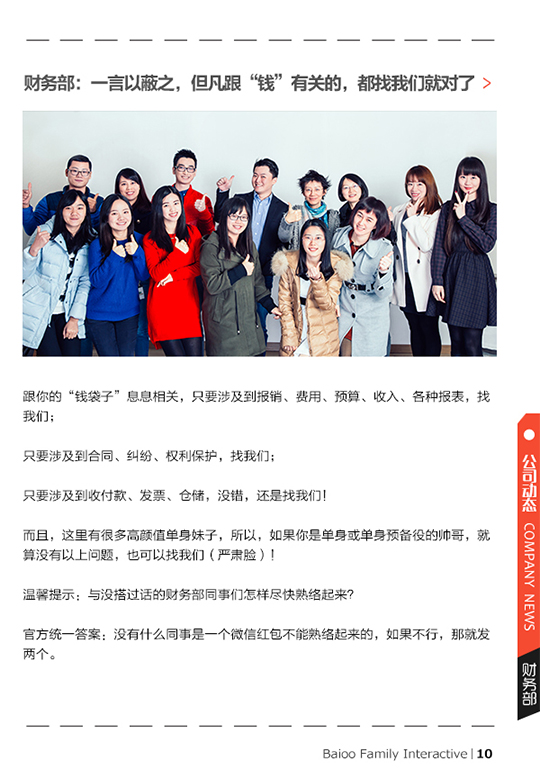 财务部：一言以蔽之，但凡跟“钱”有关的，都找我们就对了 >
跟你的“钱袋子”息息相关，只要涉及到报销、费用、预算、收入、各种报表，找
我们；
只要涉及到合同、纠纷、权利保护，找我们；
只要涉及到收付款、发票、仓储，没错，还是找我们！
而且，这里有很多高颜值单身妹子，所以，如果你是单身或单身预备役的帅哥，就
算没有以上问题，也可以找我们（严肃脸）！
温馨提示：与没搭过话的财务部同事们怎样尽快熟络起来？
官方统一答案：没有什么同事是一个微信红包不能熟络起来的，如果不行，那就发
两个。
公司动态 COMPANY NEWS
财务部
Baioo Family Interactive | 10